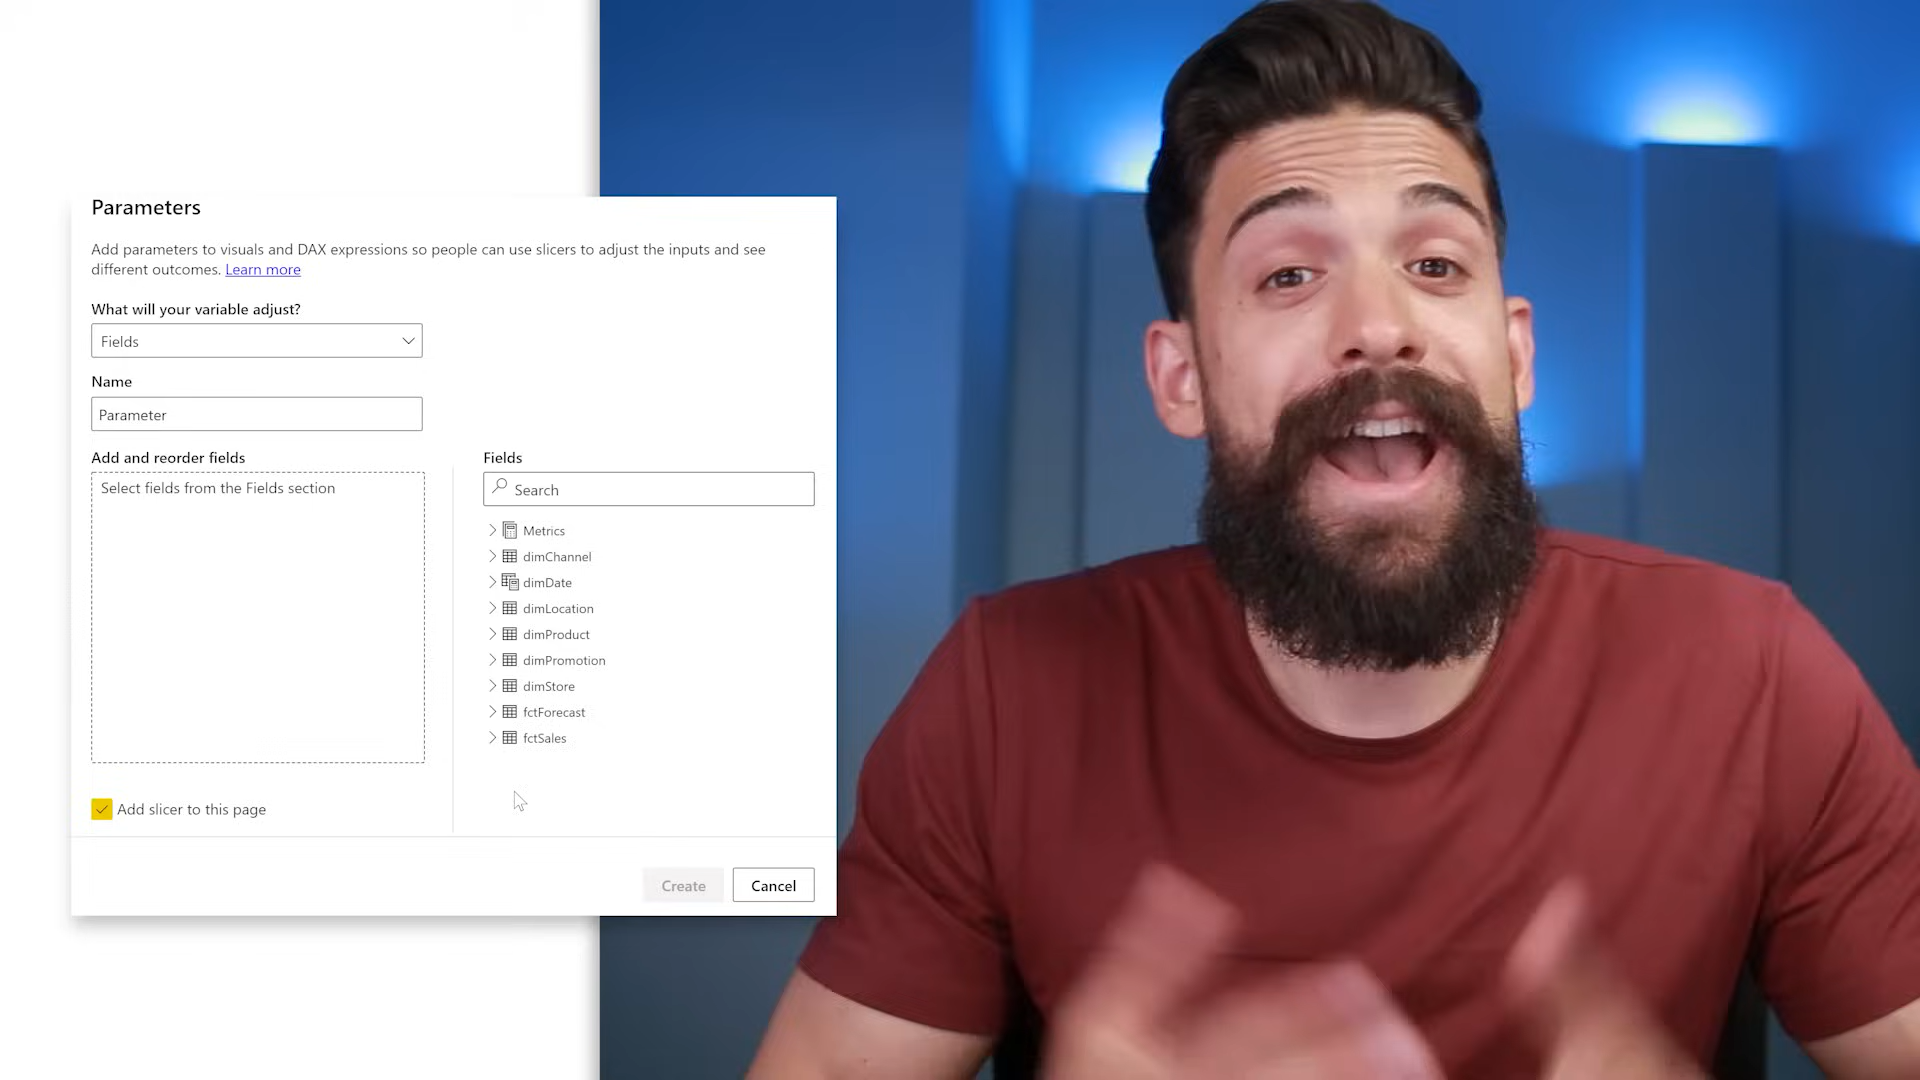 Parameters
Add parameters to visuals and DAX expressions so people can use slicers to adjust the inputs and see
different outcomes. Learn more
What will your variable adjust?
Fields
Name
Parameter
Add and reorder fields
Select fields from the Fields section
Fields
Search
Metrics
dimChannel
dimDate
dimLocation
dimProduct
dimPromotion
dimStore
fctForecast
fctSales
Add slicer to this page
Create
Cancel